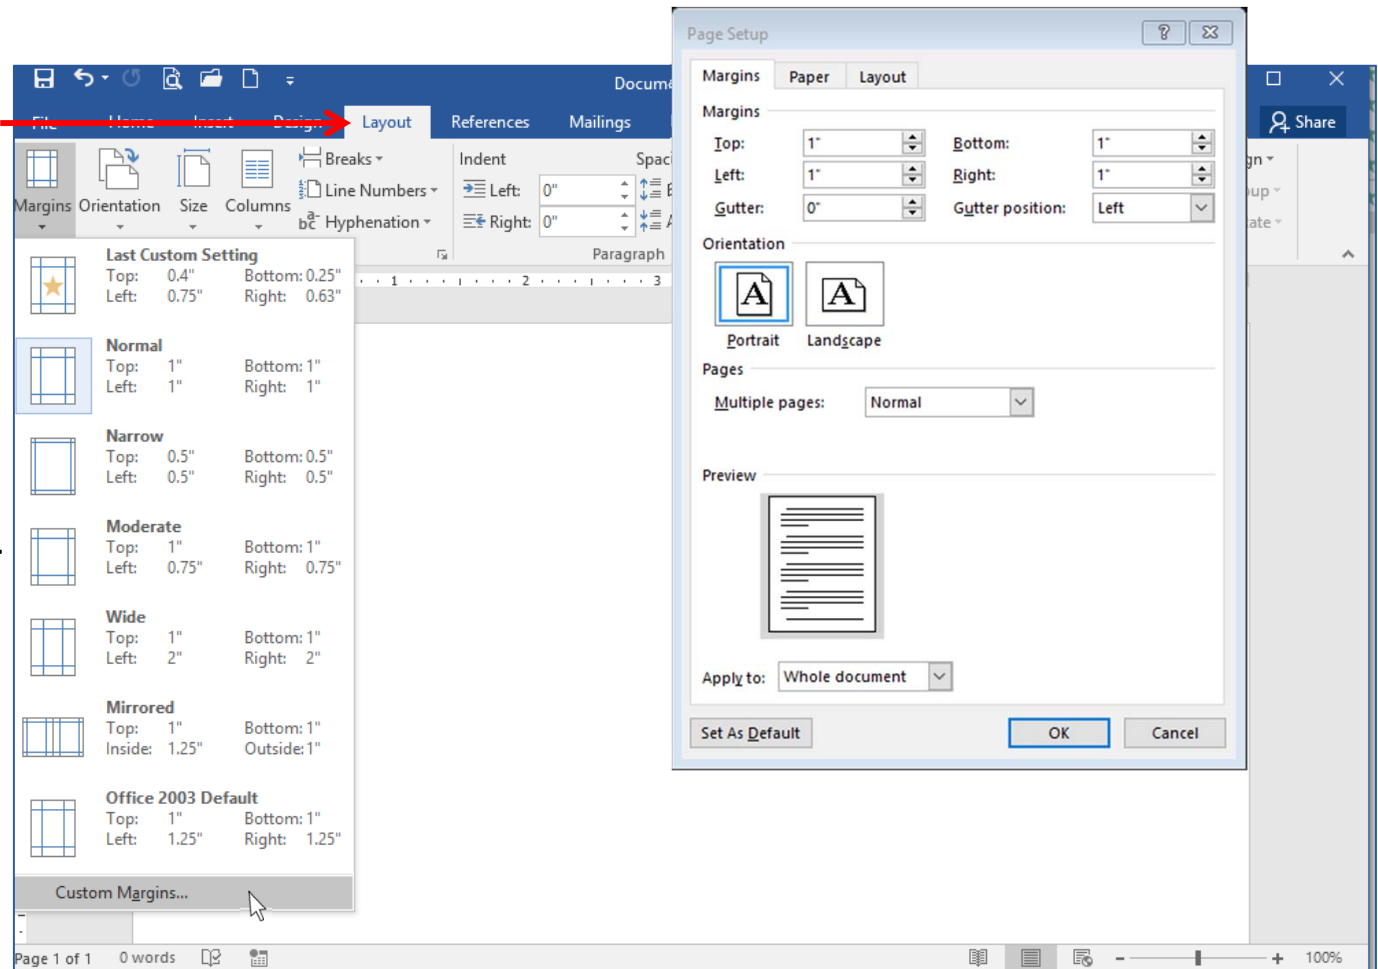 Page Setup
Margins Paper Layout
Margins
Top: 1" Bottom: 1"
Left: 1" Right: 1"
Gutter: 0" Gutter position: Left
Orientation
A A
Portrait Landscape
Pages
Multiple pages: Normal
Preview
Apply to: Whole document
Set As Default OK Cancel
Docum
File Home Insert Design Layout References Mailings Share
Margins Orientation Size Columns
Breaks
Line Numbers
Hyphenation
Indent Spac
Left: 0"
Right: 0"
Paragraph
1 2 3
Last Custom Setting
Top: 0.4" Bottom: 0.25"
Left: 0.75" Right: 0.63"
Normal
Top: 1" Bottom: 1"
Left: 1" Right: 1"
Narrow
Top: 0.5" Bottom: 0.5"
Left: 0.5" Right: 0.5"
Moderate
Top: 1" Bottom: 1"
Left: 0.75" Right: 0.75"
Wide
Top: 1" Bottom: 1"
Left: 2" Right: 2"
Mirrored
Top: 1" Bottom: 1"
Inside: 1.25" Outside: 1"
Office 2003 Default
Top: 1" Bottom: 1"
Left: 1.25" Right: 1.25"
Custom Margins...
Page 1 of 1 0 words 100%